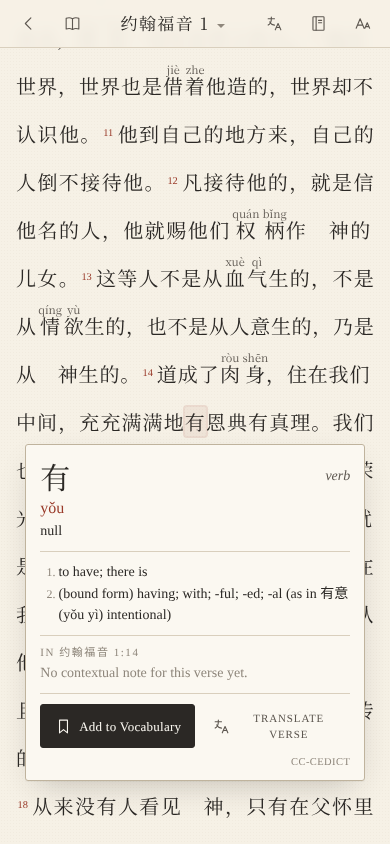 约翰福音 1
jiè zhe
世界，世界也是借着他造的，世界却不
认识他。 11 他到自己的地方来，自己的
人倒不接待他。 12 凡接待他的，就是信
quán bǐng
他名的人，他就赐他们 权 柄作　神的
xuè qì
儿女。 13 这等人不是从血气生的，不是
qíng yù
从情欲生的，也不是从人意生的，乃是
ròu shēn
从　神生的。 14 道成了肉身，住在我们
中间，充充满满地有恩典有真理。我们
有
verb
yǒu
null
1. to have; there is
2. (bound form) having; with; -ful; -ed; -al (as in 有意
(yǒu yì) intentional)
IN 约翰福音 1:14
No contextual note for this verse yet.
Add to Vocabulary
TRANSLATE
VERSE
CC-CEDICT
的
18 从来没有人看见　神，只有在父怀里